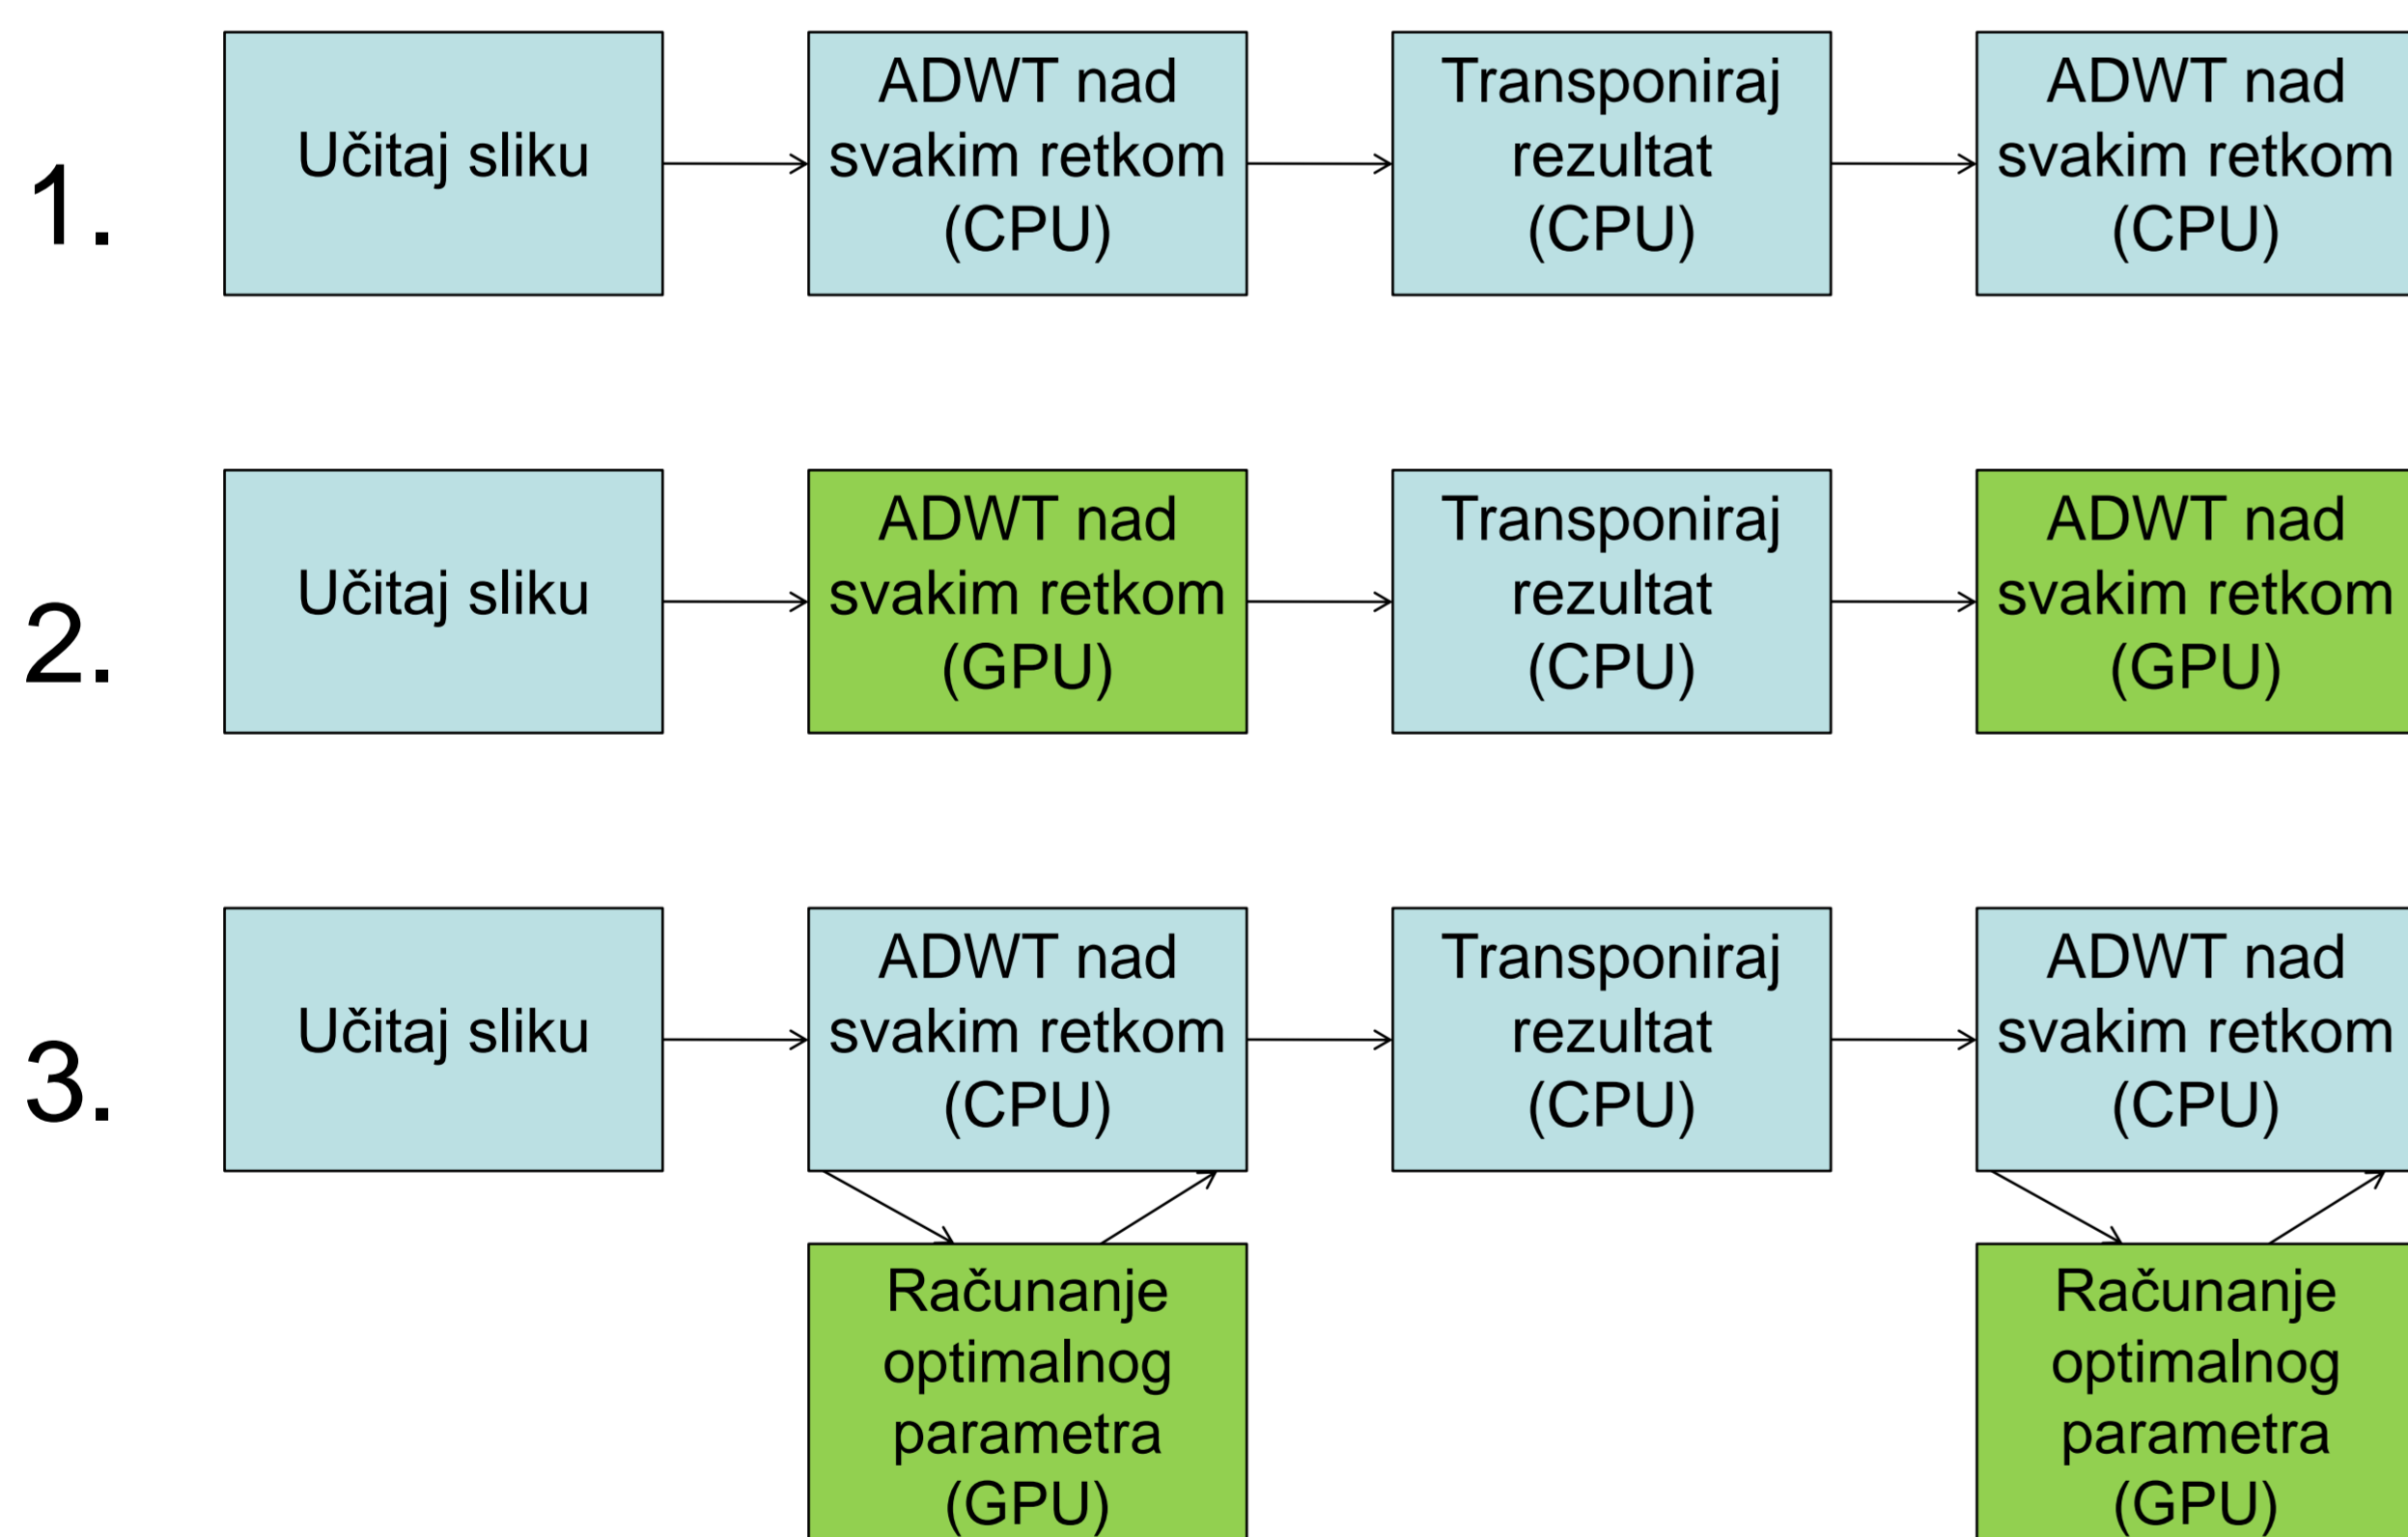 1.
Učitaj sliku
ADWT nad
svakim retkom
(CPU)
Transponiraj
rezultat
(CPU)
ADWT nad
svakim retkom
(CPU)
2.
Učitaj sliku
ADWT nad
svakim retkom
(GPU)
Transponiraj
rezultat
(CPU)
ADWT nad
svakim retkom
(GPU)
3.
Učitaj sliku
ADWT nad
svakim retkom
(CPU)
Transponiraj
rezultat
(CPU)
ADWT nad
svakim retkom
(CPU)
Računanje
optimalnog
parametra
(GPU)
Računanje
optimalnog
parametra
(GPU)